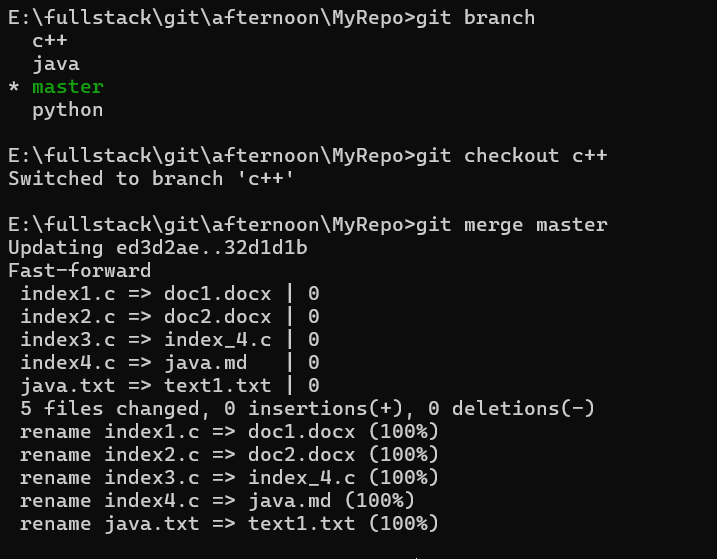 E:\fullstack\git\afternoon\MyRepo>git branch
  c++
  java
* master
  python

E:\fullstack\git\afternoon\MyRepo>git checkout c++
Switched to branch 'c++'

E:\fullstack\git\afternoon\MyRepo>git merge master
Updating ed3d2ae..32d1d1b
Fast-forward
 index1.c => doc1.docx | 0
 index2.c => doc2.docx | 0
 index3.c => index_4.c | 0
 index4.c => java.md   | 0
 java.txt => text1.txt | 0
 5 files changed, 0 insertions(+), 0 deletions(-)
 rename index1.c => doc1.docx (100%)
 rename index2.c => doc2.docx (100%)
 rename index3.c => index_4.c (100%)
 rename index4.c => java.md (100%)
 rename java.txt => text1.txt (100%)